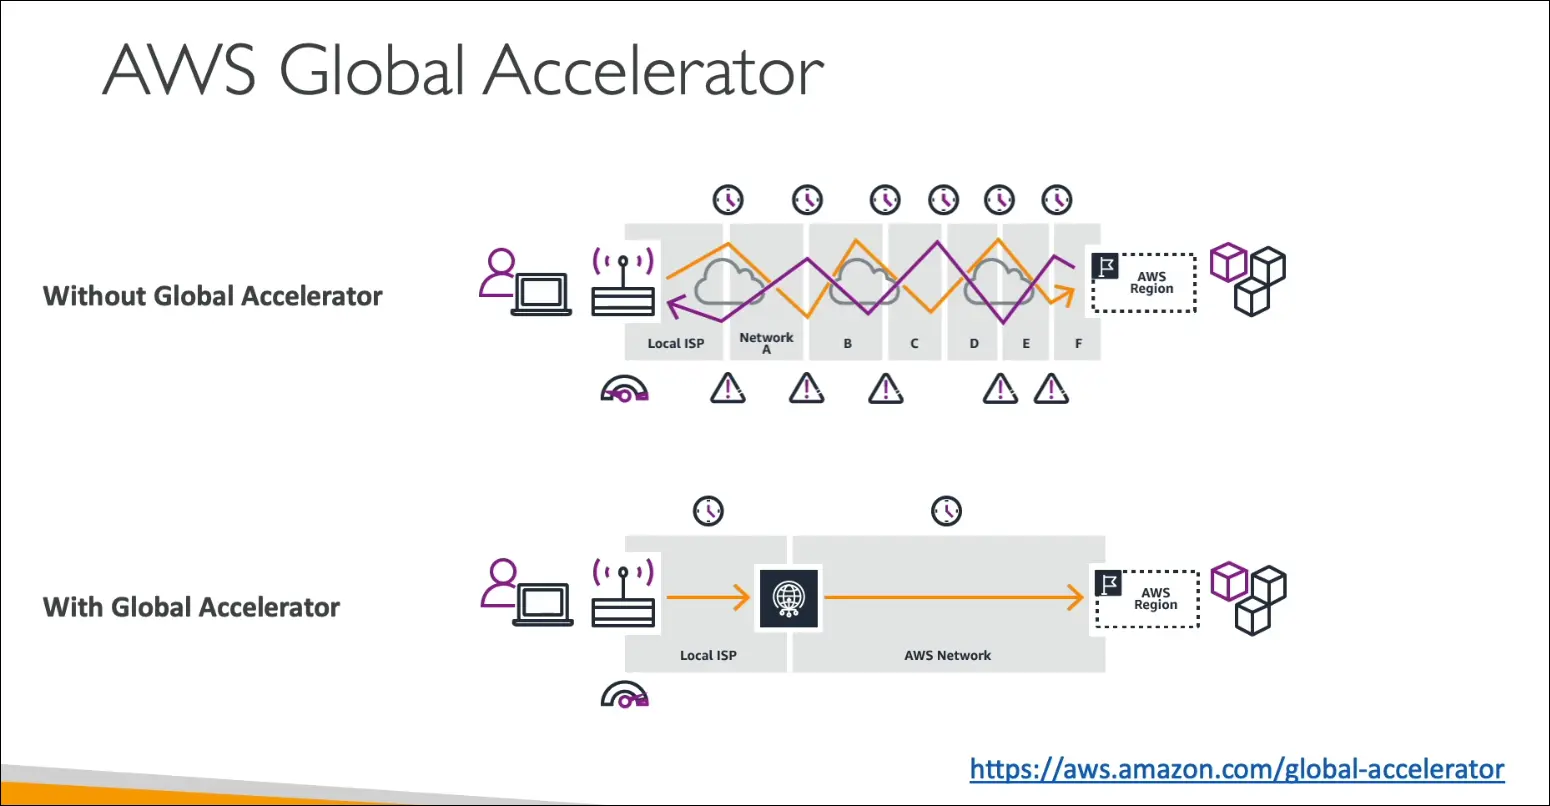 AWS Global Accelerator
Without Global Accelerator
AWS
Region
Local ISP
Network
A
B
C
D
E
F
With Global Accelerator
AWS
Region
Local ISP
AWS Network
https://aws.amazon.com/global-accelerator